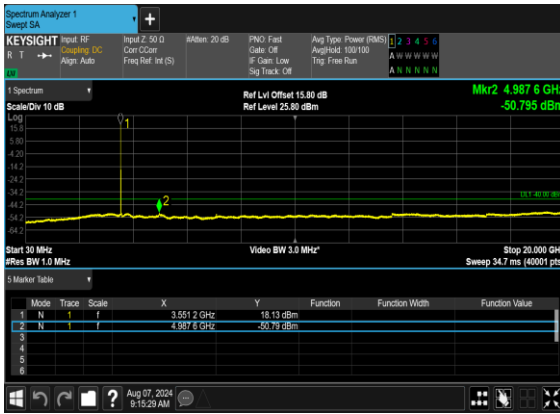 Spectrum Analyzer 1
Swept SA
+
KEYSIGHT Input: RF Input Z: 50 Ω #Atten: 20 dB PNO: Fast Avg Type: Power (RMS) 1 2 3 4 5 6
R T Coupling: DC Corr CCorr Gate: Off Avg|Hold: 100/100 A W W W W W
Align: Auto Freq Ref: Int (S) IF Gain: Low Trig: Free Run
LXI Sig Track: Off A N N N N N
1 Spectrum Ref Lvl Offset 15.80 dB Mkr2 4.987 6 GHz
Scale/Div 10 dB Ref Level 25.80 dBm -50.795 dBm
Log
15.8
5.80
-4.20
-14.2
-24.2
-34.2
-44.2
-54.2
-64.2
1
2
DL1 -40.00 dBm
Start 30 MHz Video BW 3.0 MHz* Stop 20.000 GHz
#Res BW 1.0 MHz Sweep 34.7 ms (40001 pts)
5 Marker Table
Mode Trace Scale X Y Function Function Width Function Value
1 N 1 f 3.551 2 GHz 18.13 dBm
2 N 1 f 4.987 6 GHz -50.79 dBm
3
4
5
6
? Aug 07, 2024
9:15:29 AM